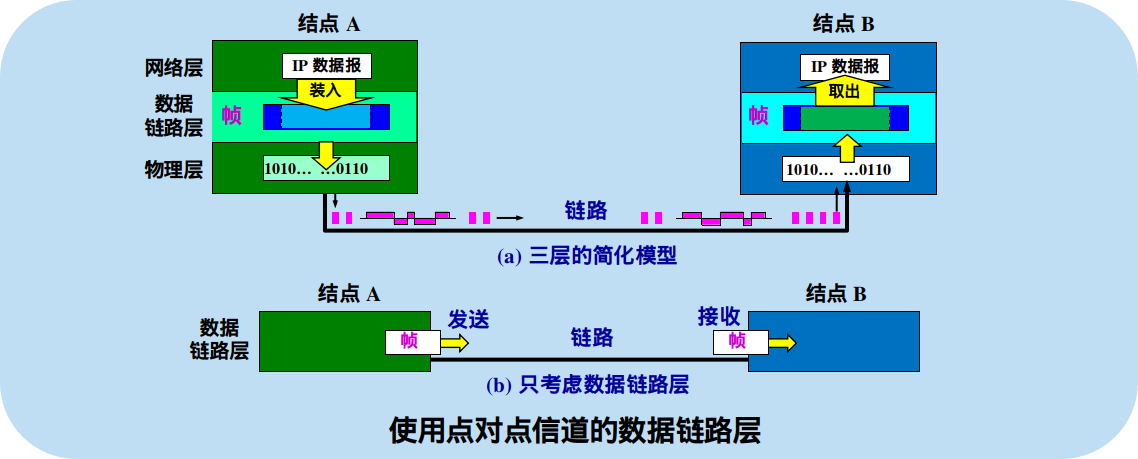 结点 A
结点 B
网络层
IP 数据报
IP 数据报
装入
取出
数据
链路层
帧
帧
物理层
1010… …0110
1010… …0110
链路
(a) 三层的简化模型
结点 A
结点 B
数据
链路层
发送
接收
帧
链路
帧
(b) 只考虑数据链路层
使用点对点信道的数据链路层